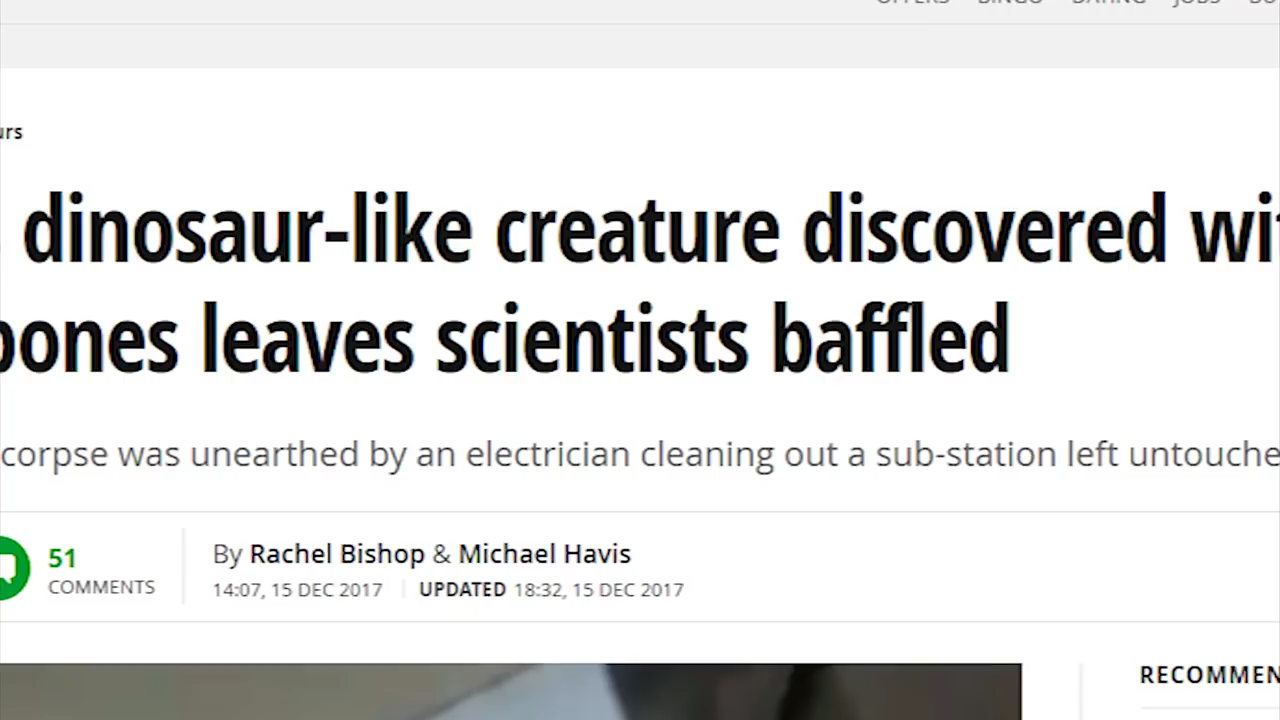 OFFERS BINGO DATING JOBS
urs
dinosaur-like creature discovered wi
bones leaves scientists baffled
corpse was unearthed by an electrician cleaning out a sub-station left untouche
51
COMMENTS
By Rachel Bishop & Michael Havis
14:07, 15 DEC 2017 UPDATED 18:32, 15 DEC 2017
RECOMMEN